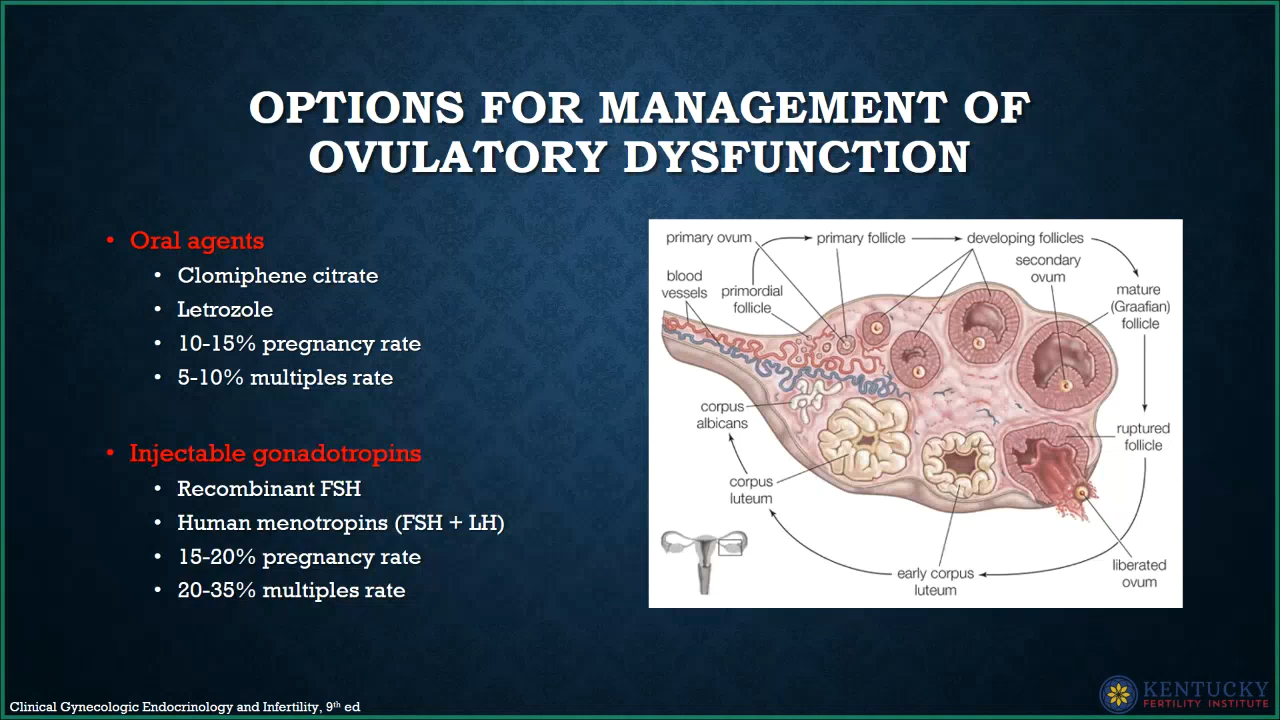 OPTIONS FOR MANAGEMENT OF
OVULATORY DYSFUNCTION
• Oral agents
• Clomiphene citrate
• Letrozole
• 10-15% pregnancy rate
• 5-10% multiples rate
• Injectable gonadotropins
• Recombinant FSH
• Human menotropins (FSH + LH)
• 15-20% pregnancy rate
• 20-35% multiples rate
primary ovum
primary follicle
developing follicles
secondary
ovum
blood
vessels
primordial
follicle
mature
(Graafian)
follicle
corpus
albicans
ruptured
follicle
corpus
luteum
early corpus
luteum
liberated
ovum
Clinical Gynecologic Endocrinology and Infertility, 9th ed
KENTUCKY
FERTILITY INSTITUTE